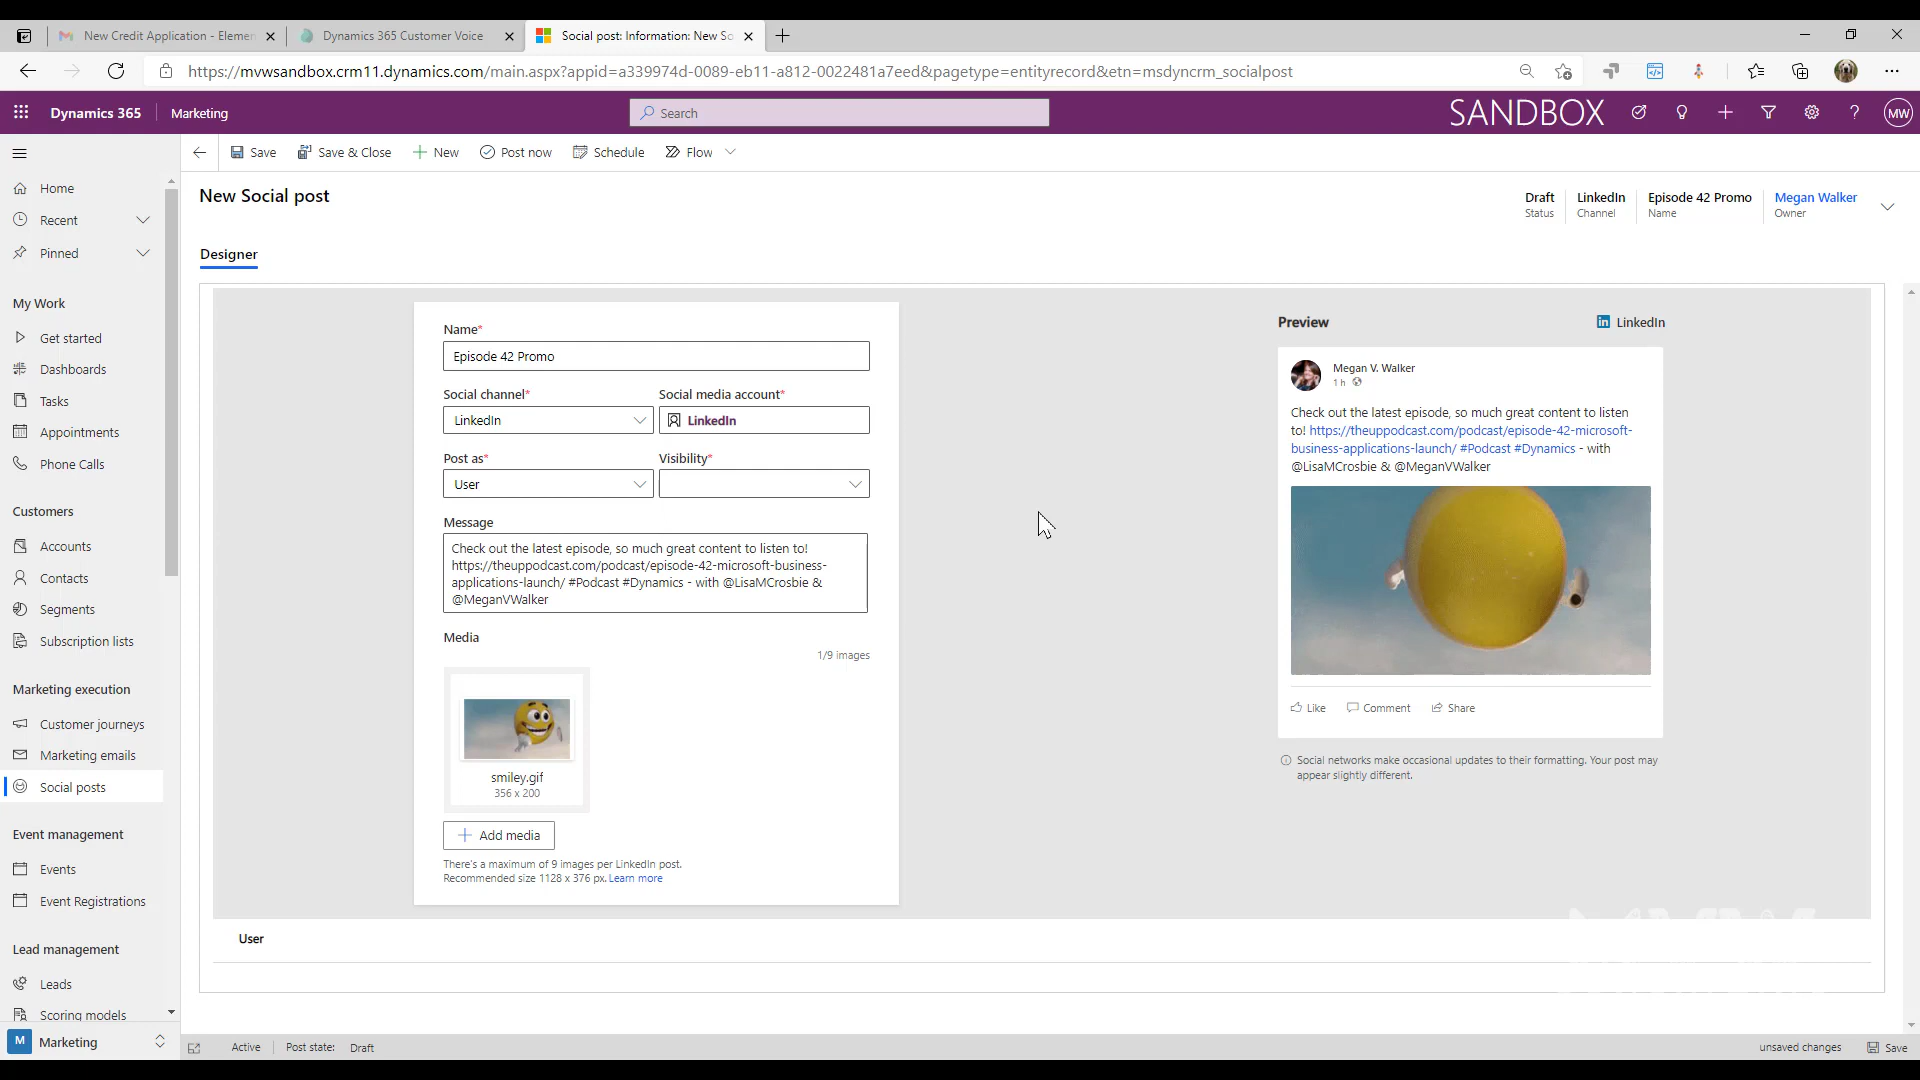 New Credit Application - Elemen
Dynamics 365 Customer Voice
Social post: Information: New So
https://mvwsandbox.crm11.dynamics.com/main.aspx?appid=a339974d-0089-eb11-a812-0022481a7eed&pagetype=entityrecord&etn=msdyncrm_socialpost
Dynamics 365
Marketing
Search
SANDBOX
MW
Save
Save & Close
New
Post now
Schedule
Flow
New Social post
Draft
Status
LinkedIn
Channel
Episode 42 Promo
Name
Megan Walker
Owner
Designer
Home
Recent
Pinned
My Work
Get started
Dashboards
Tasks
Appointments
Phone Calls
Customers
Accounts
Contacts
Segments
Subscription lists
Marketing execution
Customer journeys
Marketing emails
Social posts
Event management
Events
Event Registrations
Lead management
Leads
Scoring models
M
Marketing
Name*
Episode 42 Promo
Social channel*
Social media account*
LinkedIn
LinkedIn
Post as*
Visibility*
User
Message
Check out the latest episode, so much great content to listen to!
https://theuppodcast.com/podcast/episode-42-microsoft-business-
applications-launch/ #Podcast #Dynamics - with @LisaMCrosbie &
@MeganVWalker
Media
1/9 images
smiley.gif
356 x 200
Add media
There's a maximum of 9 images per LinkedIn post.
Recommended size 1128 x 376 px. Learn more
Preview
in LinkedIn
Megan V. Walker
1 h
Check out the latest episode, so much great content to listen
to! https://theuppodcast.com/podcast/episode-42-microsoft-
business-applications-launch/ #Podcast #Dynamics - with
@LisaMCrosbie & @MeganVWalker
Like
Comment
Share
Social networks make occasional updates to their formatting. Your post may
appear slightly different.
User
Active
Post state:
Draft
unsaved changes
Save